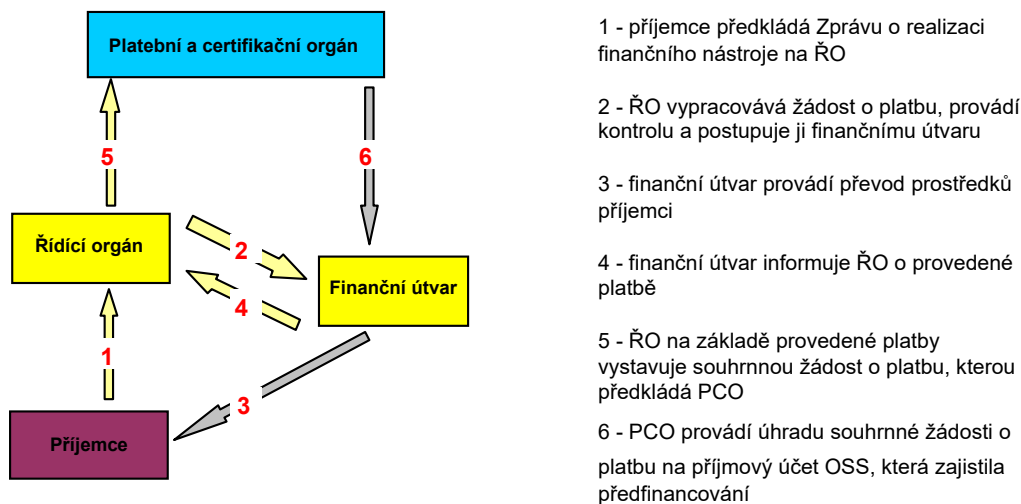 Platební a certifikační orgán
5
6
Řídící orgán
2
4
Finanční útvar
1
3
Příjemce
1 - příjemce předkládá Zprávu o realizaci
finančního nástroje na ŘO
2 - ŘO vypracovává žádost o platbu, provádí
kontrolu a postupuje ji finančnímu útvaru
3 - finanční útvar provádí převod prostředků
příjemci
4 - finanční útvar informuje ŘO o provedené
platbě
5 - ŘO na základě provedené platby
vystavuje souhrnnou žádost o platbu, kterou
předkládá PCO
6 - PCO provádí úhradu souhrnné žádosti o
platbu na příjmový účet OSS, která zajistila
předfinancování